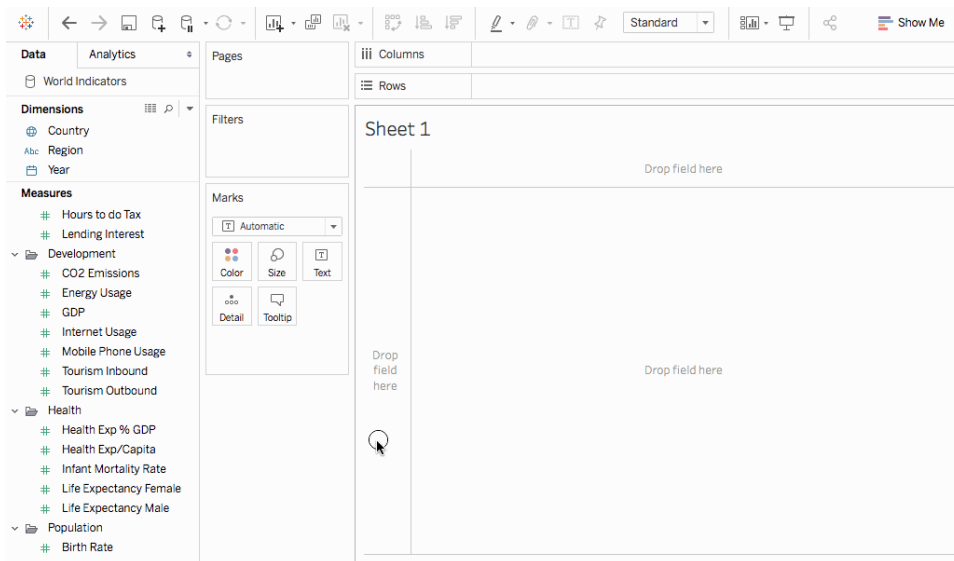 Standard
Show Me
Data
Analytics
World Indicators
Dimensions
Country
Abc Region
Year
Measures
Hours to do Tax
Lending Interest
Development
CO2 Emissions
Energy Usage
GDP
Internet Usage
Mobile Phone Usage
Tourism Inbound
Tourism Outbound
Health
Health Exp % GDP
Health Exp/Capita
Infant Mortality Rate
Life Expectancy Female
Life Expectancy Male
Population
Birth Rate
Pages
Filters
Marks
T Automatic
Color
Size
T
Text
Detail
Tooltip
Columns
Rows
Sheet 1
Drop field here
Drop
field
here
Drop field here